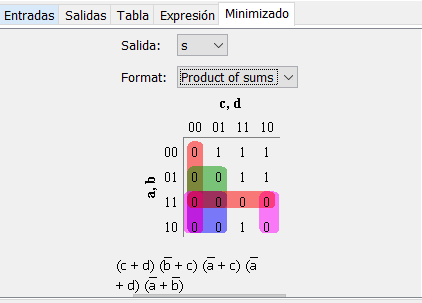 Entradas Salidas Tabla Expresión Minimizado
Salida: s
Format: Product of sums
c, d
00 01 11 10
a, b
00 0 1 1 1
01 0 0 1 1
11 0 0 0 0
10 0 0 1 0
(c + d) (b̅ + c) (a̅ + c) (a̅
+ d) (a̅ + b̅)